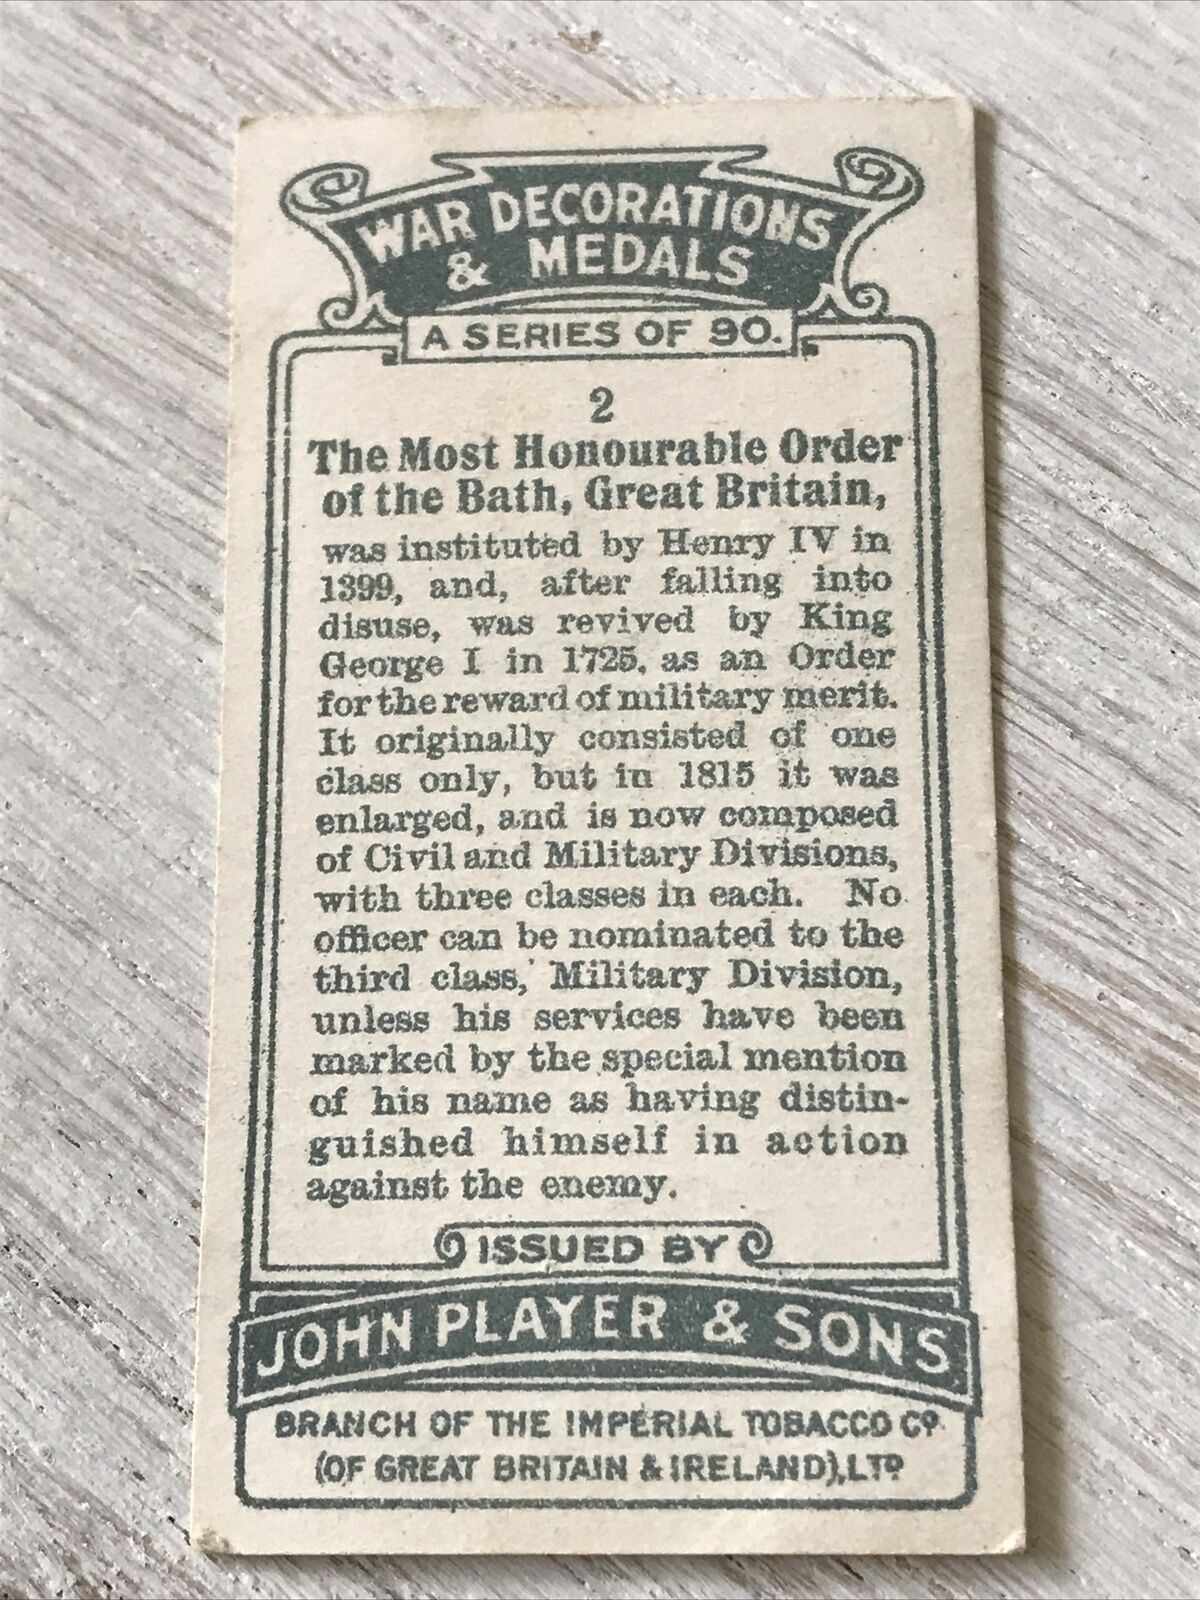 WAR DECORATIONS
& MEDALS
A SERIES OF 90.
2
The Most Honourable Order
of the Bath, Great Britain,
was instituted by Henry IV in
1399, and, after falling into
disuse, was revived by King
George I in 1725, as an Order
for the reward of military merit.
It originally consisted of one
class only, but in 1815 it was
enlarged, and is now composed
of Civil and Military Divisions,
with three classes in each. No
officer can be nominated to the
third class, Military Division,
unless his services have been
marked by the special mention
of his name as having distin-
guished himself in action
against the enemy.
ISSUED BY
JOHN PLAYER & SONS
BRANCH OF THE IMPERIAL TOBACCO CO.
(OF GREAT BRITAIN & IRELAND), LTD